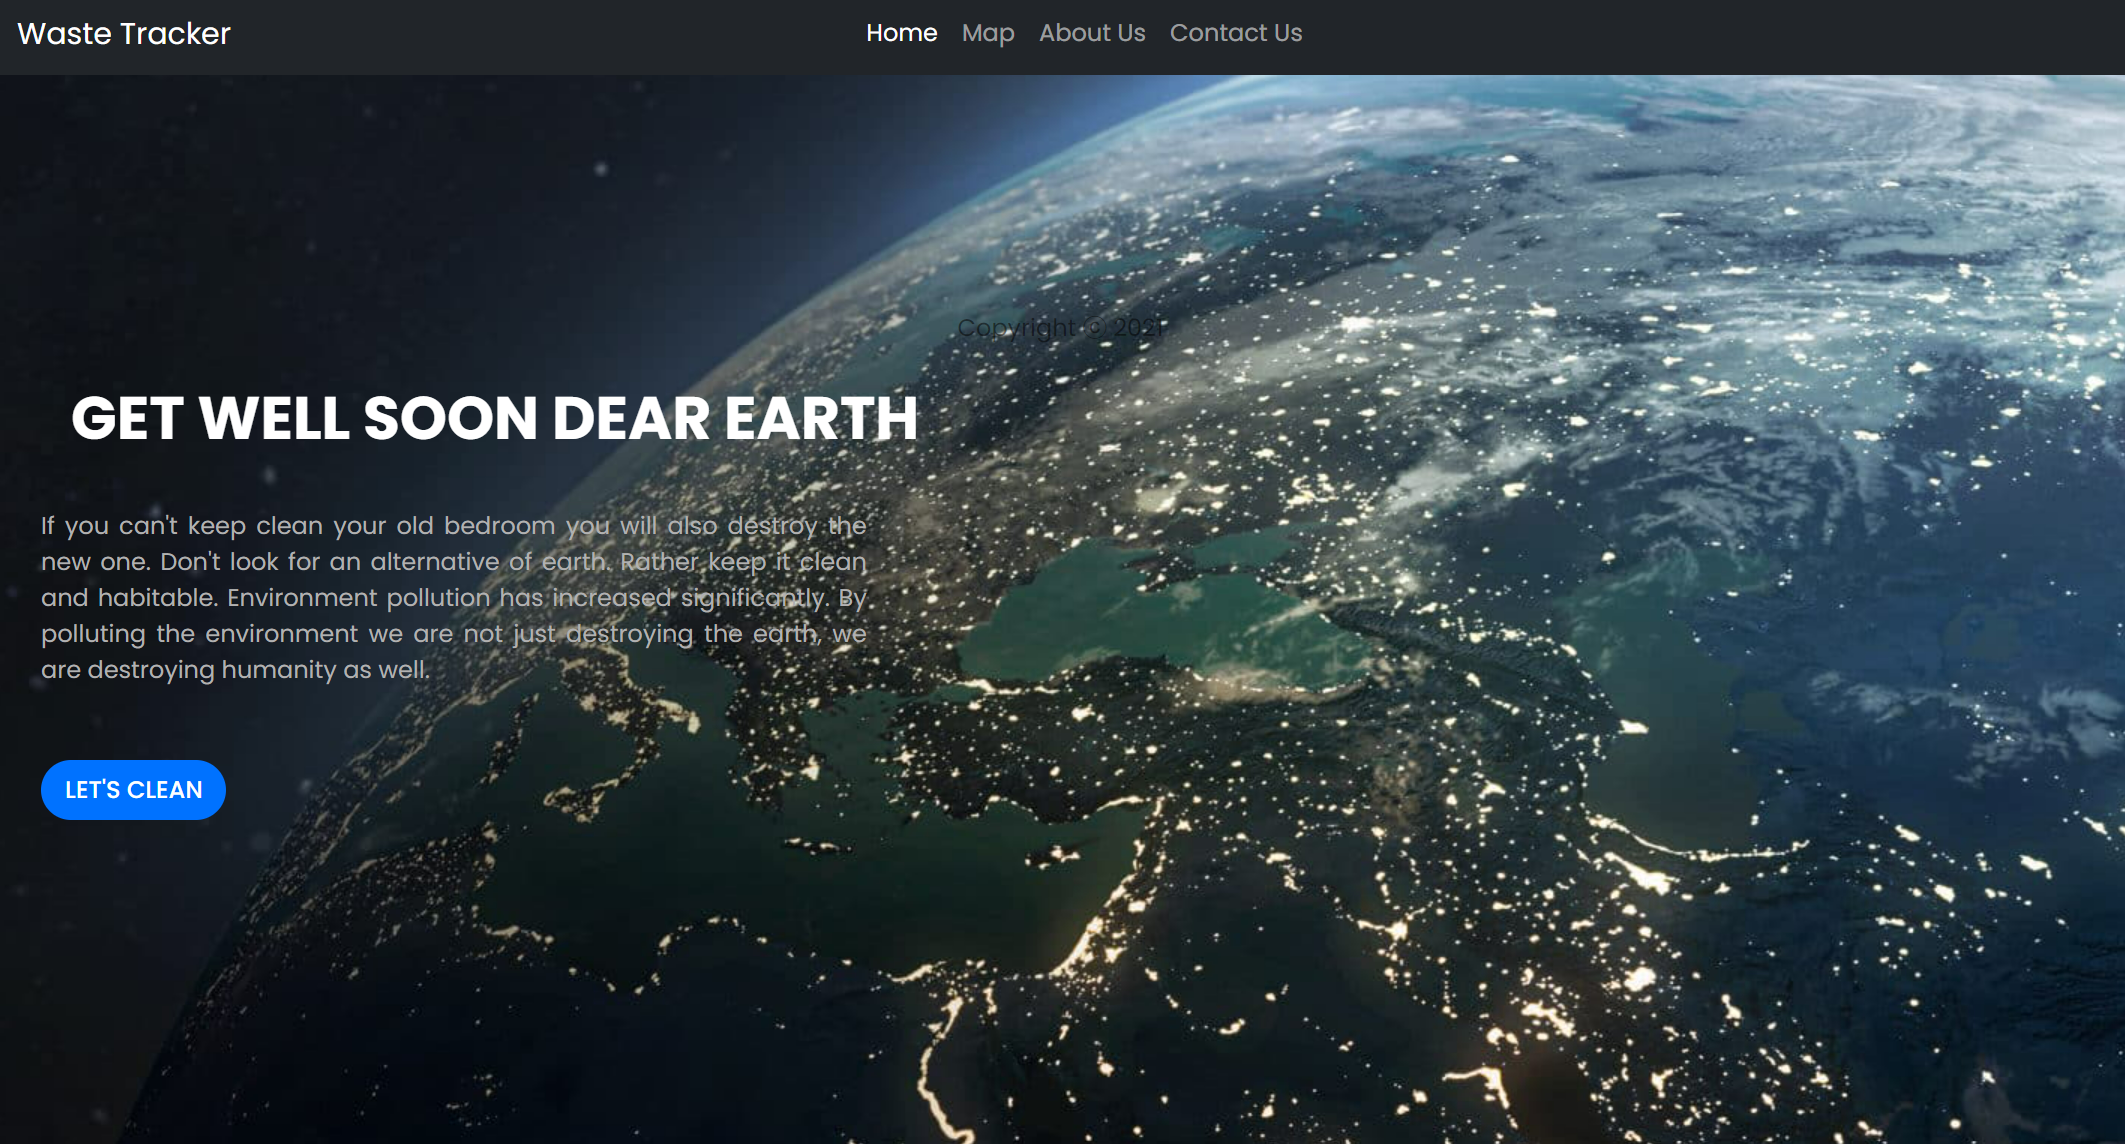 Waste Tracker
Home Map About Us Contact Us
Copyright © 2021
GET WELL SOON DEAR EARTH
If you can't keep clean your old bedroom you will also destroy the
new one. Don't look for an alternative of earth. Rather keep it clean
and habitable. Environment pollution has increased significantly. By
polluting the environment we are not just destroying the earth, we
are destroying humanity as well.
LET'S CLEAN